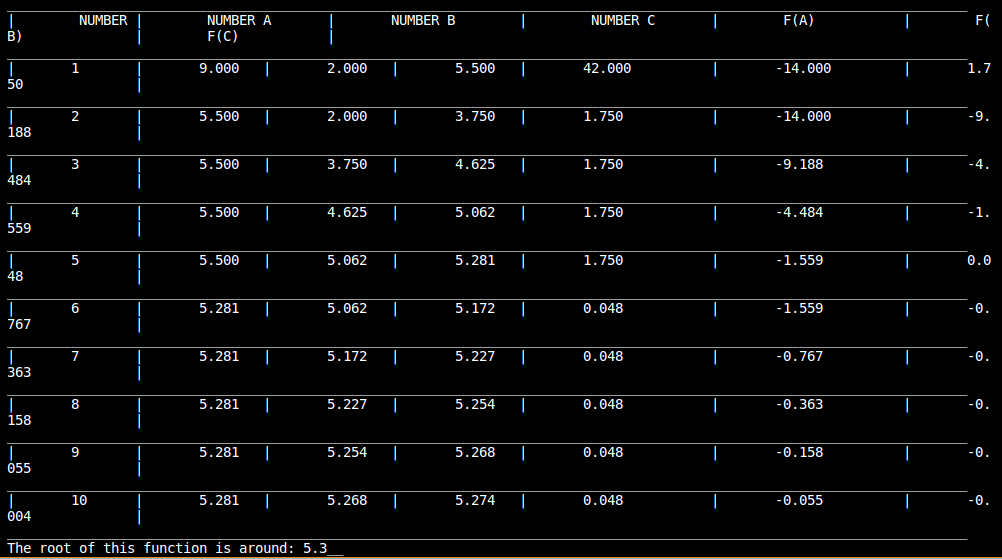 | NUMBER | NUMBER A | NUMBER B | NUMBER C | F(A) | F(
B) | F(C) |
| 1 | 9.000 | 2.000 | 5.500 | 42.000 | -14.000 | 1.7
50 |
| 2 | 5.500 | 2.000 | 3.750 | 1.750 | -14.000 | -9.
188 |
| 3 | 5.500 | 3.750 | 4.625 | 1.750 | -9.188 | -4.
484 |
| 4 | 5.500 | 4.625 | 5.062 | 1.750 | -4.484 | -1.
559 |
| 5 | 5.500 | 5.062 | 5.281 | 1.750 | -1.559 | 0.0
48 |
| 6 | 5.281 | 5.062 | 5.172 | 0.048 | -1.559 | -0.
767 |
| 7 | 5.281 | 5.172 | 5.227 | 0.048 | -0.767 | -0.
363 |
| 8 | 5.281 | 5.227 | 5.254 | 0.048 | -0.363 | -0.
158 |
| 9 | 5.281 | 5.254 | 5.268 | 0.048 | -0.158 | -0.
055 |
| 10 | 5.281 | 5.268 | 5.274 | 0.048 | -0.055 | -0.
004 |
The root of this function is around: 5.3__